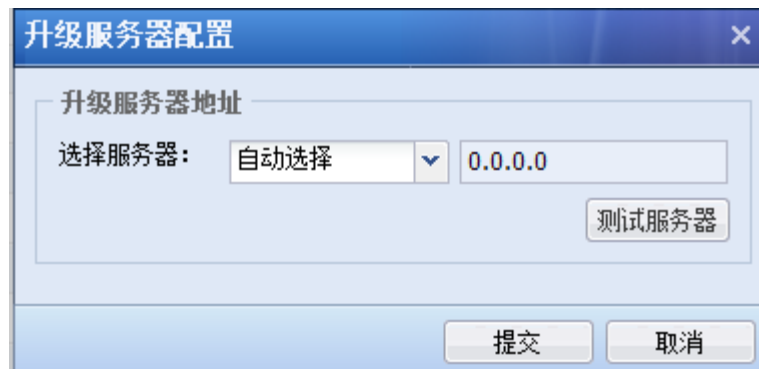 升级服务器配置
升级服务器地址
选择服务器: 自动选择 0.0.0.0
测试服务器
提交 取消